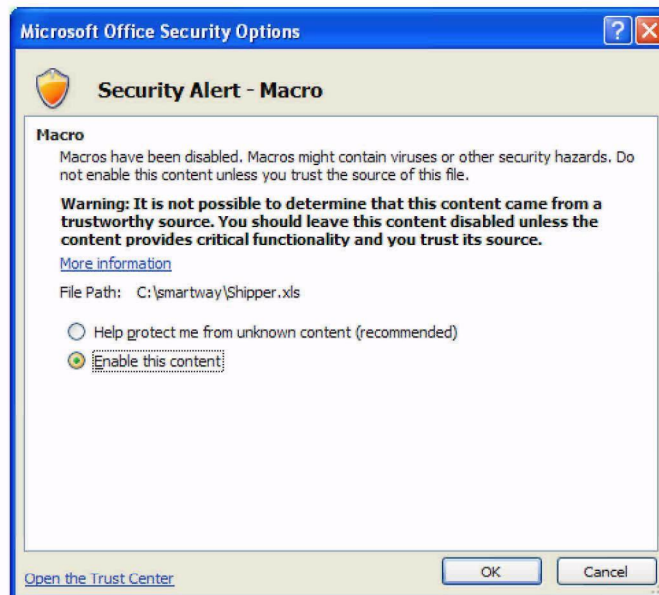 Microsoft Office Security Options
Security Alert - Macro
Macro
Macros have been disabled. Macros might contain viruses or other security hazards. Do
not enable this content unless you trust the source of this file.
Warning: It is not possible to determine that this content came from a
trustworthy source. You should leave this content disabled unless the
content provides critical functionality and you trust its source.
More information
File Path: C:\smartway\Shipper.xls
Help protect me from unknown content (recommended)
Enable this content
Open the Trust Center
OK
Cancel